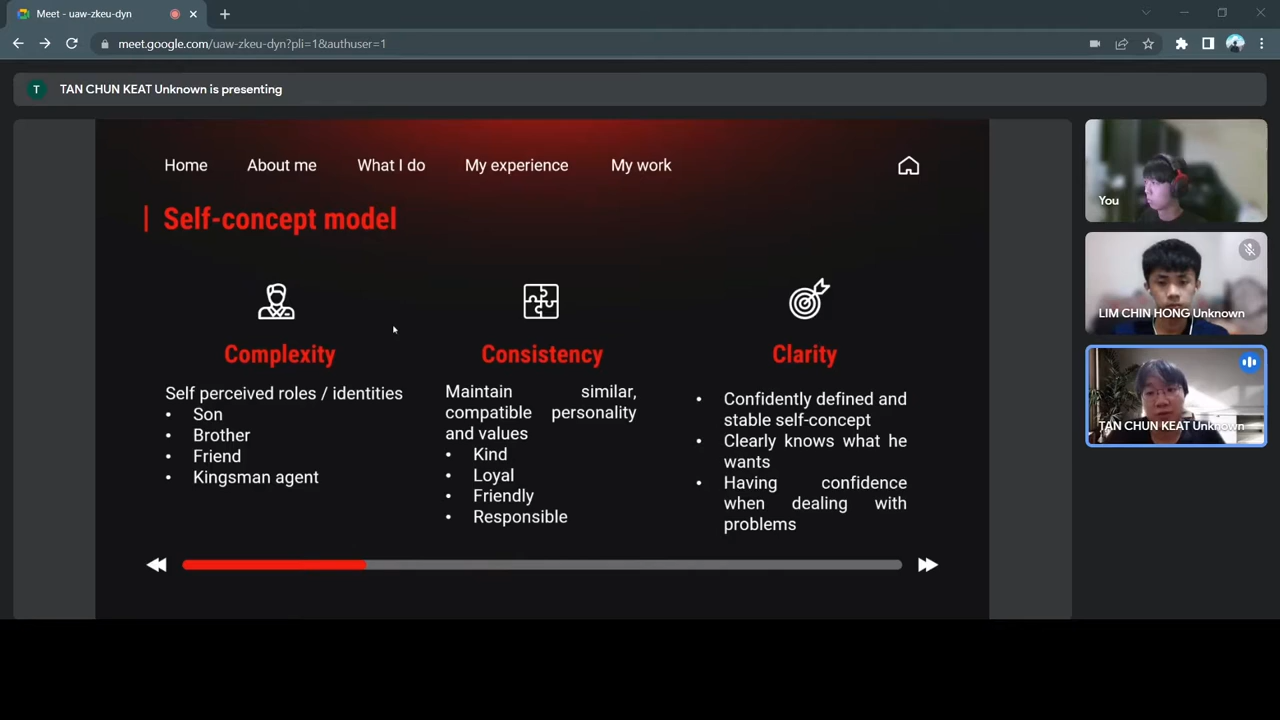 Meet - uaw-zkeu-dyn
meet.google.com/uaw-zkeu-dyn?pli=1&authuser=1
T
TAN CHUN KEAT Unknown is presenting
Home About me What I do My experience My work
Self-concept model
Complexity
Self perceived roles / identities
• Son
• Brother
• Friend
• Kingsman agent
Consistency
Maintain similar,
compatible personality
and values
• Kind
• Loyal
• Friendly
• Responsible
Clarity
• Confidently defined and
stable self-concept
• Clearly knows what he
wants
• Having confidence
when dealing with
problems
You
LIM CHIN HONG Unknown
TAN CHUN KEAT Unknown